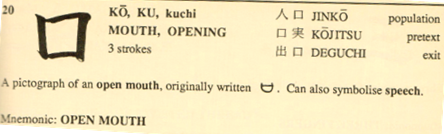 20
口
KŌ, KU, kuchi
MOUTH, OPENING
3 strokes
人口 JINKŌ population
口実 KŌJITSU pretext
出口 DEGUCHI exit
A pictograph of an open mouth, originally written ㅂ. Can also symbolise speech.
Mnemonic: OPEN MOUTH